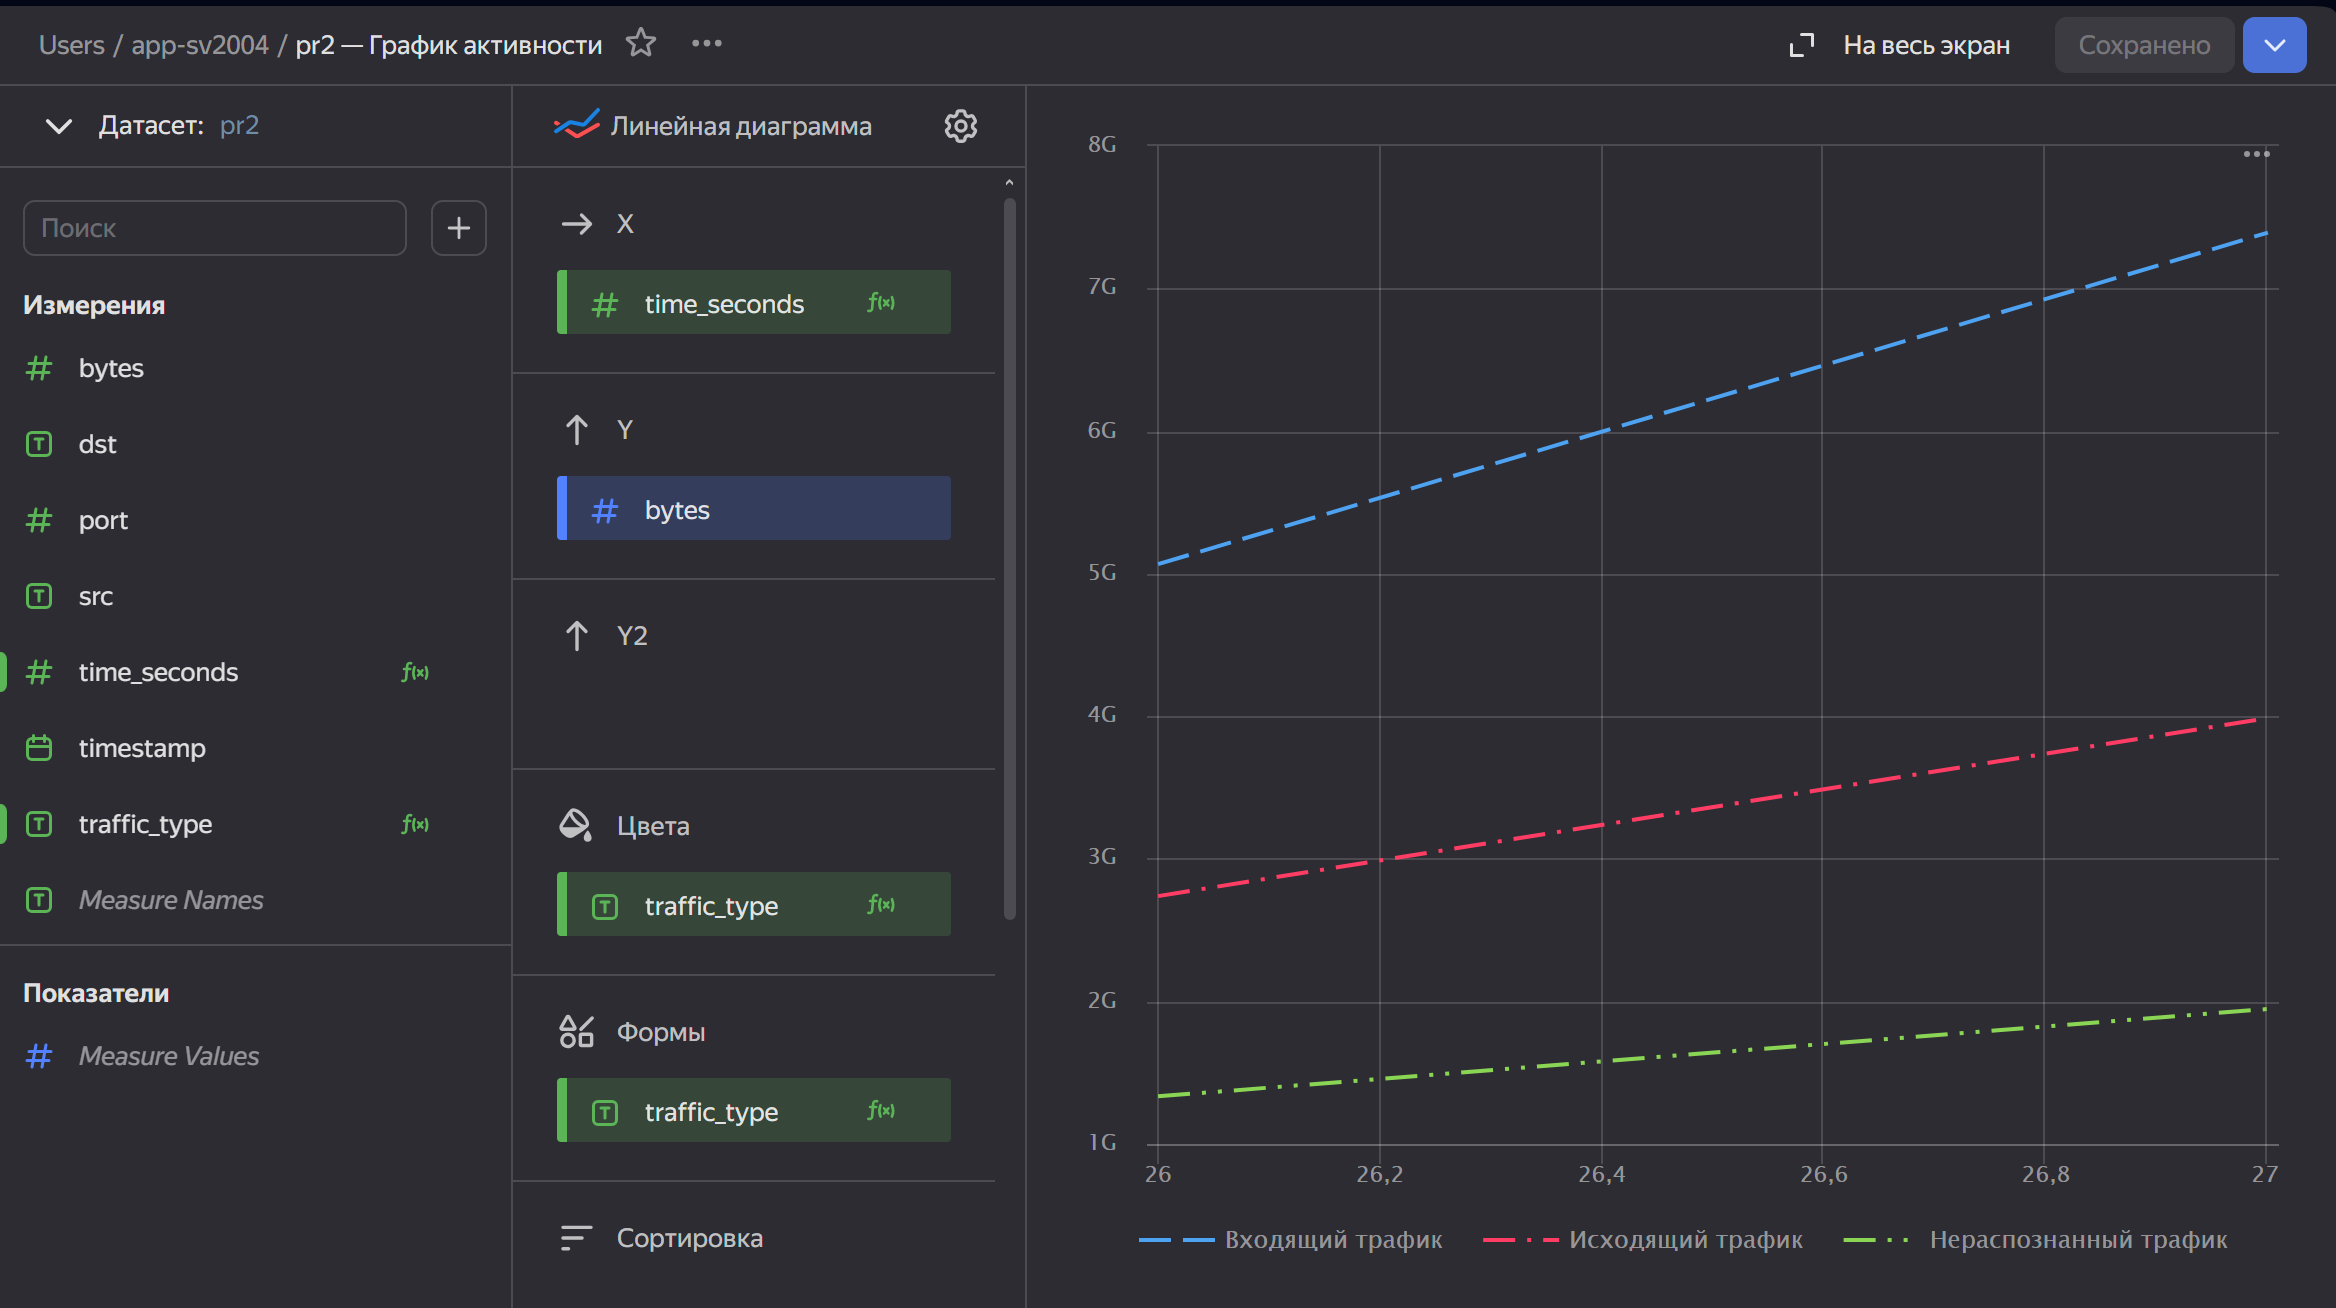 Users / app-sv2004 / pr2 — График активности
На весь экран
Сохранено
Датасет: pr2
Поиск
Измерения
bytes
dst
port
src
time_seconds f(x)
timestamp
traffic_type f(x)
Measure Names
Показатели
Measure Values
Линейная диаграмма
X
time_seconds f(x)
Y
bytes
Y2
Цвета
traffic_type f(x)
Формы
traffic_type f(x)
Сортировка
8G
7G
6G
5G
4G
3G
2G
1G
26 26,2 26,4 26,6 26,8 27
Входящий трафик Исходящий трафик Нераспознанный трафик